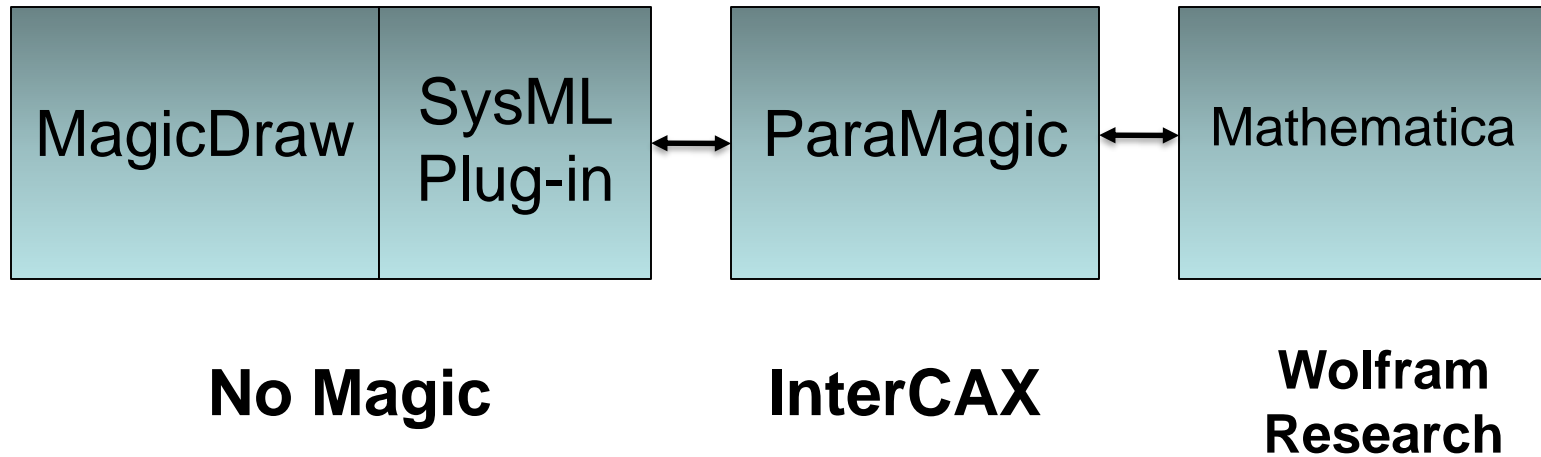 MagicDraw
SysML
Plug-in
ParaMagic
Mathematica
No Magic
InterCAX
Wolfram
Research